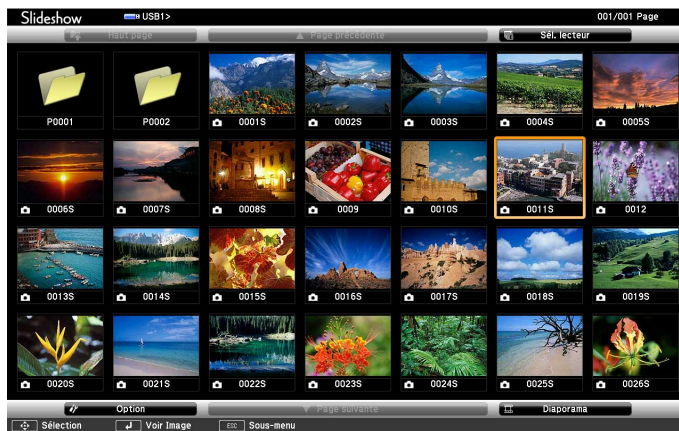 Slideshow USB1> 001/001 Page
Haut page Page précédente Sél. lecteur
P0001 P0002 0001S 0002S 0003S 0004S 0005S
0006S 0007S 0008S 0009 0010S 0011S 0012
0013S 0014S 0015S 0016S 0017S 0018S 0019S
0020S 0021S 0022S 0023S 0024S 0025S 0026S
Option Page suivante Diaporama
Sélection Voir Image ESC Sous-menu